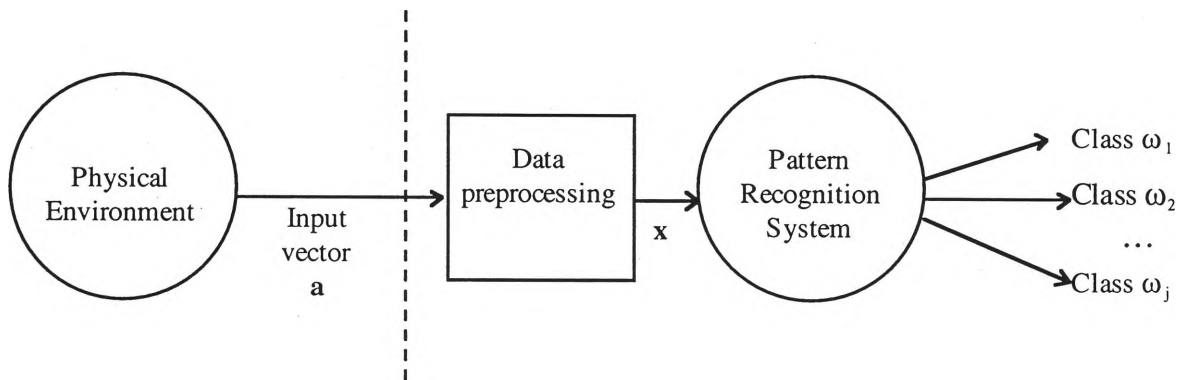 Physical
Environment
Input
vector
a
Data
preprocessing
x
Pattern
Recognition
System
Class ω₁
Class ω₂
...
Class ωⱼ